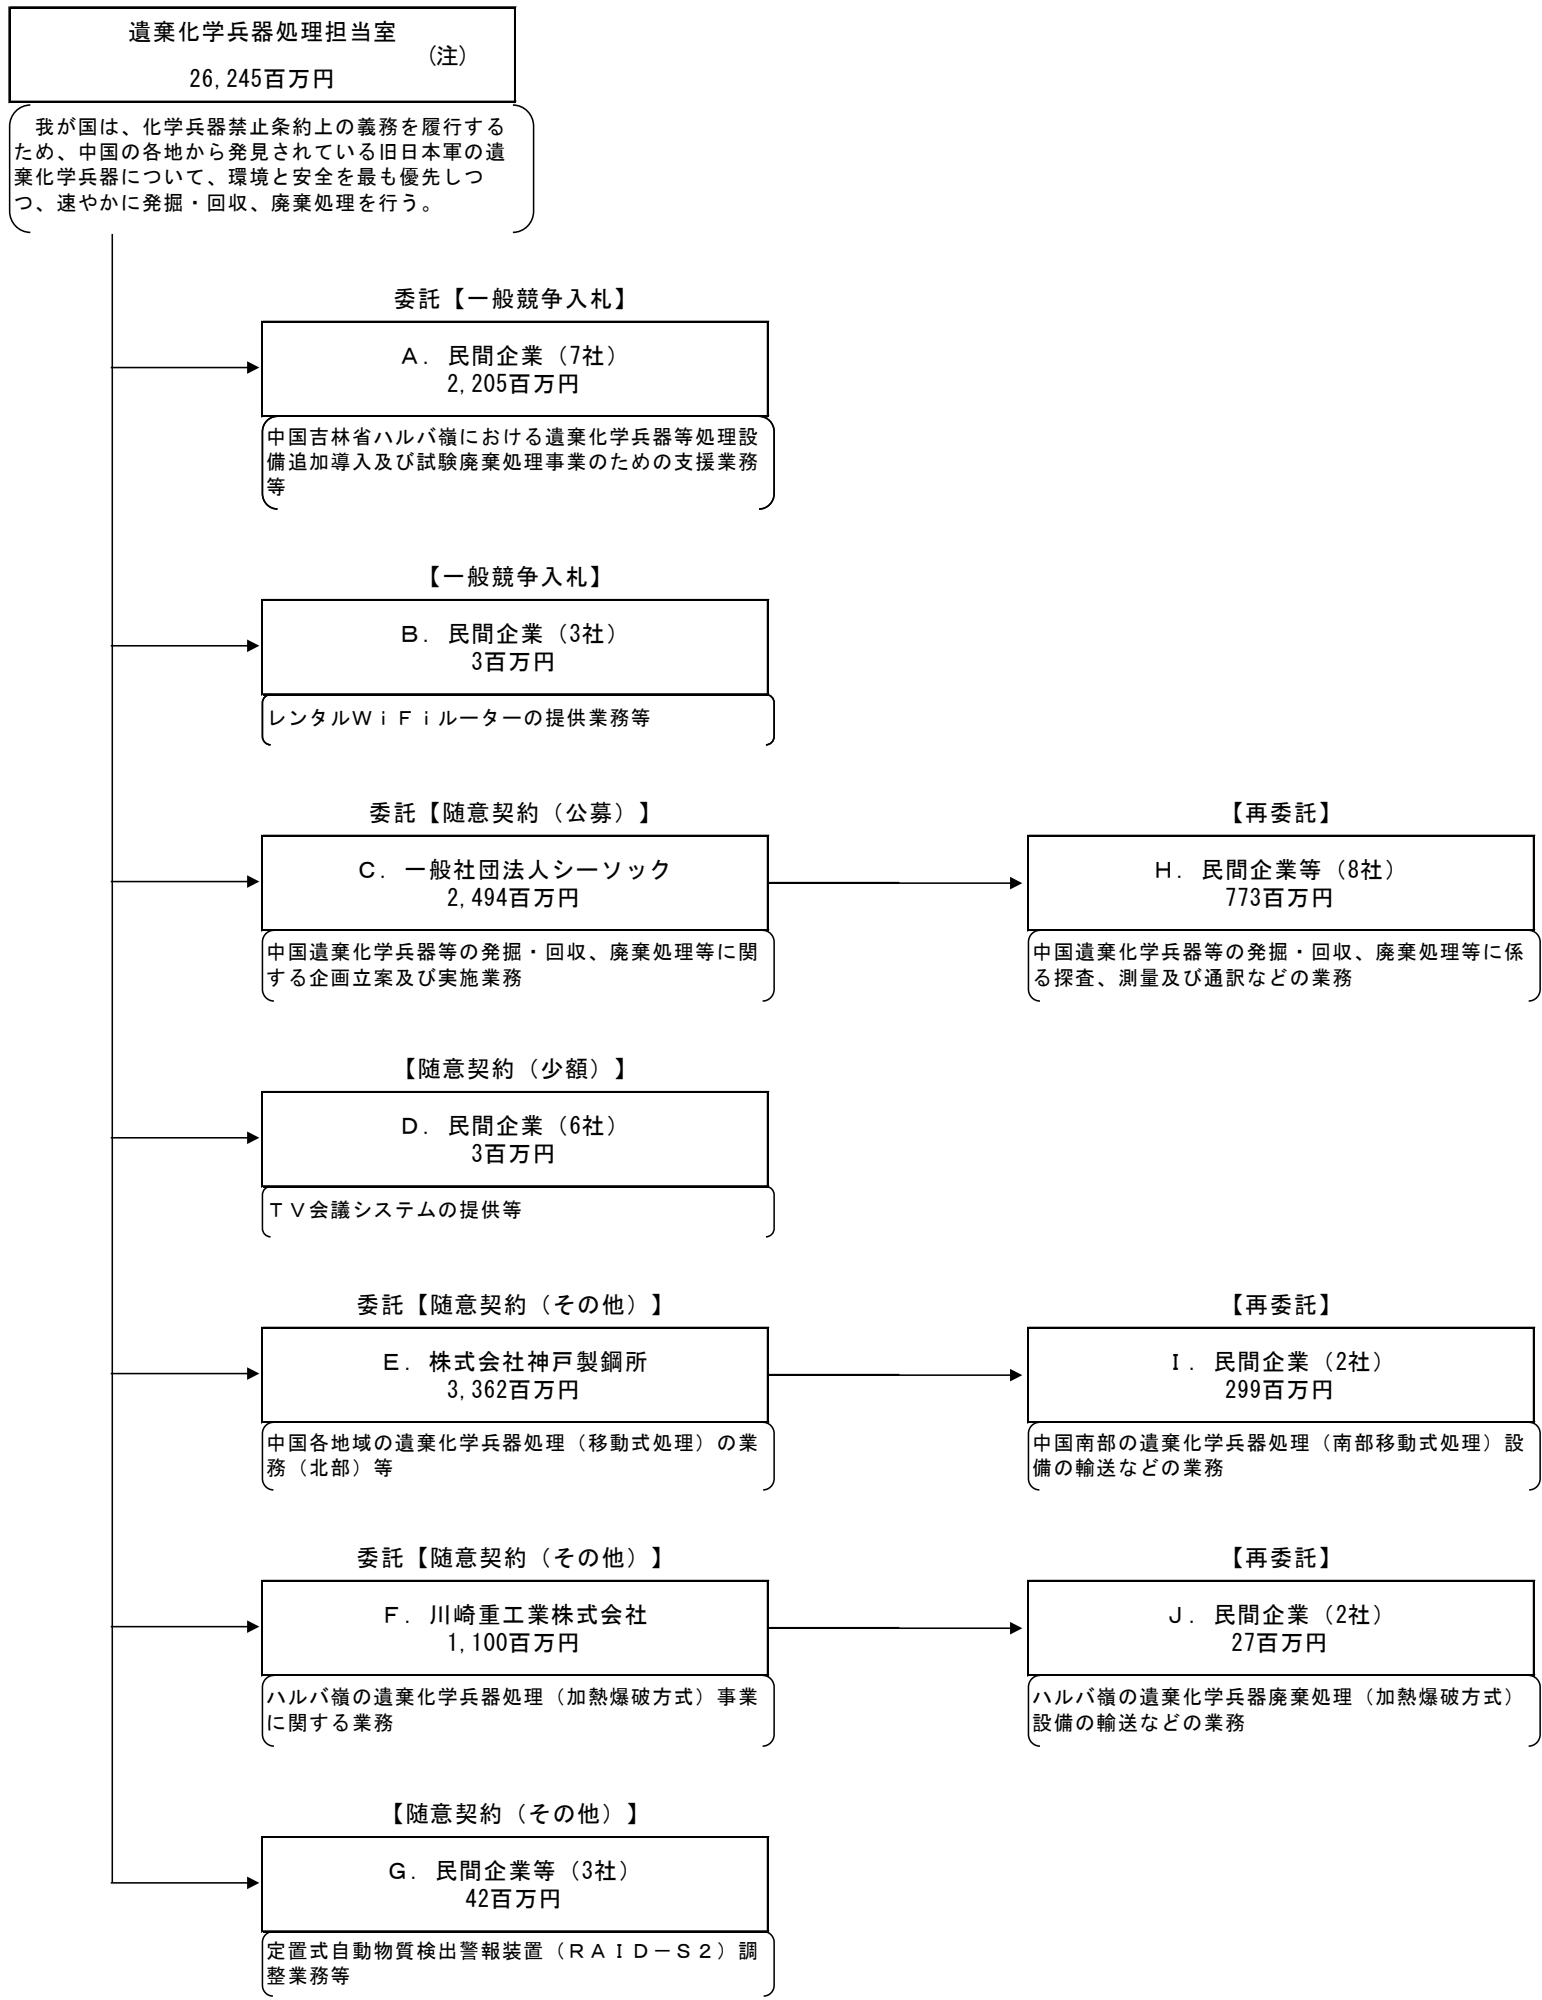 遺棄化学兵器処理担当室
(注)
26,245百万円
我が国は、化学兵器禁止条約上の義務を履行する
ため、中国の各地から発見されている旧日本軍の遺
棄化学兵器について、環境と安全を最も優先しつ
つ、速やかに発掘・回収、廃棄処理を行う。
委託【一般競争入札】
A．民間企業（7社）
2,205百万円
中国吉林省ハルバ嶺における遺棄化学兵器等処理設
備追加導入及び試験廃棄処理事業のための支援業務
等
【一般競争入札】
B．民間企業（3社）
3百万円
レンタルＷｉＦｉルーターの提供業務等
委託【随意契約（公募）】
C．一般社団法人シーソック
2,494百万円
中国遺棄化学兵器等の発掘・回収、廃棄処理等に関
する企画立案及び実施業務
【再委託】
H．民間企業等（8社）
773百万円
中国遺棄化学兵器等の発掘・回収、廃棄処理等に係
る探査、測量及び通訳などの業務
【随意契約（少額）】
D．民間企業（6社）
3百万円
ＴＶ会議システムの提供等
委託【随意契約（その他）】
E．株式会社神戸製鋼所
3,362百万円
中国各地域の遺棄化学兵器処理（移動式処理）の業
務（北部）等
【再委託】
I．民間企業（2社）
299百万円
中国南部の遺棄化学兵器処理（南部移動式処理）設
備の輸送などの業務
委託【随意契約（その他）】
F．川崎重工業株式会社
1,100百万円
ハルバ嶺の遺棄化学兵器処理（加熱爆破方式）事業
に関する業務
【再委託】
J．民間企業（2社）
27百万円
ハルバ嶺の遺棄化学兵器廃棄処理（加熱爆破方式）
設備の輸送などの業務
【随意契約（その他）】
G．民間企業等（3社）
42百万円
定置式自動物質検出警報装置（ＲＡＩＤ－Ｓ２）調
整業務等